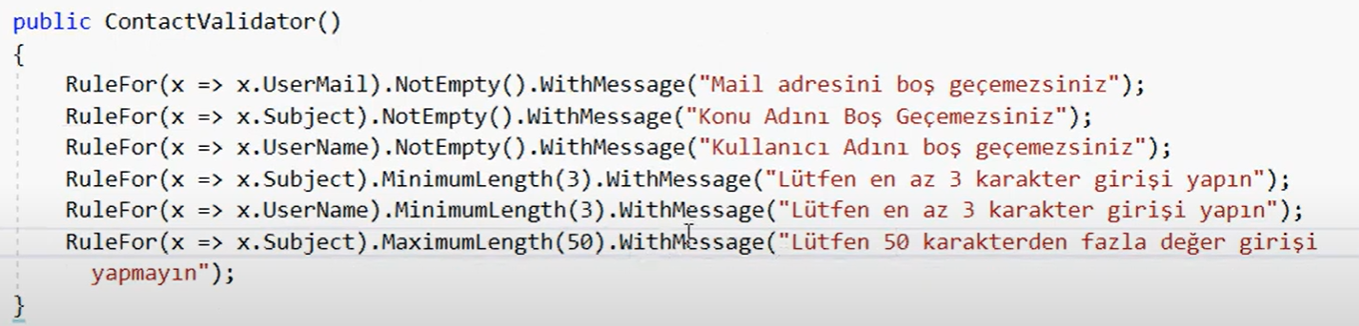 public ContactValidator()
{
RuleFor(x => x.UserMail).NotEmpty().WithMessage("Mail adresini boş geçemezsiniz");
RuleFor(x => x.Subject).NotEmpty().WithMessage("Konu Adını Boş Geçemezsiniz");
RuleFor(x => x.UserName).NotEmpty().WithMessage("Kullanıcı Adını boş geçemezsiniz");
RuleFor(x => x.Subject).MinimumLength(3).WithMessage("Lütfen en az 3 karakter girişi yapın");
RuleFor(x => x.UserName).MinimumLength(3).WithMessage("Lütfen en az 3 karakter girişi yapın");
RuleFor(x => x.Subject).MaximumLength(50).WithMessage("Lütfen 50 karakterden fazla değer girişi
yapmayın");
}